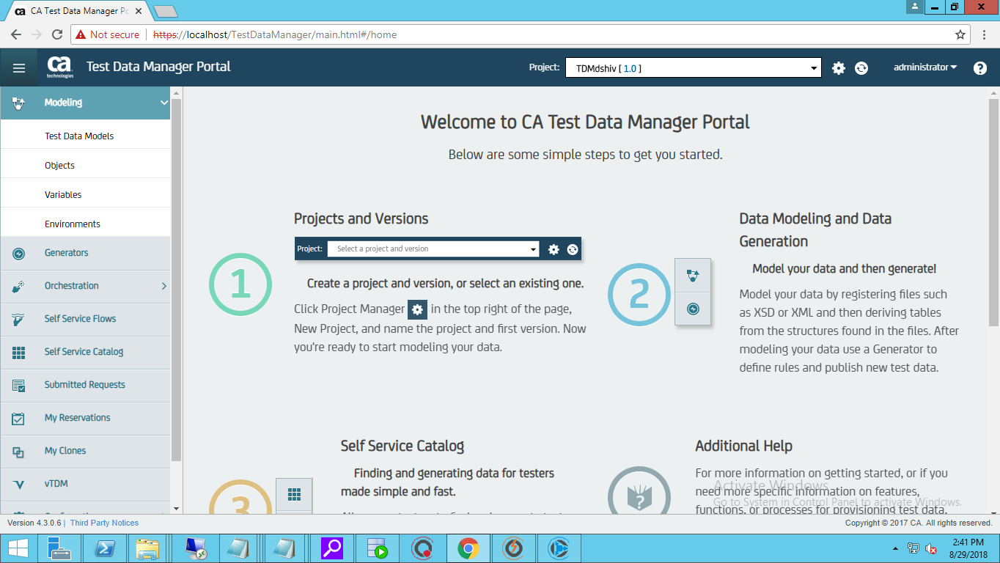 CA Test Data Manager Po
Not secure
https://localhost/TestDataManager/main.html#/home
ca
technologies
Test Data Manager Portal
Project:
TDMdshiv [ 1.0 ]
administrator
?
Modeling
Test Data Models
Objects
Variables
Environments
Generators
Orchestration
Self Service Flows
Self Service Catalog
Submitted Requests
My Reservations
My Clones
vTDM
Welcome to CA Test Data Manager Portal
Below are some simple steps to get you started.
1
Projects and Versions
Project:
Select a project and version
Create a project and version, or select an existing one.
Click Project Manager in the top right of the page,
New Project, and name the project and first version. Now
you're ready to start modeling your data.
2
Data Modeling and Data
Generation
Model your data and then generate!
Model your data by registering files such
as XSD or XML and then deriving tables
from the structures found in the files. After
modeling your data use a Generator to
define rules and publish new test data.
3
Self Service Catalog
Finding and generating data for testers
made simple and fast.
?
Additional Help
For more information on getting started, or if you
need more specific information on features,
functions, or processes for provisioning test data,
Activate Windows
Go to System in Control Panel to activate Windows.
Version 4.3.0.6 | Third Party Notices
Copyright © 2017 CA. All rights reserved.
2:41 PM
8/29/2018